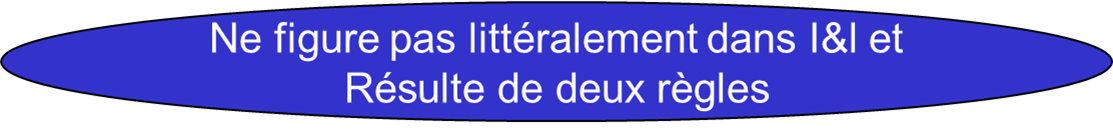 Ne figure pas littéralement dans I&I et
Résulte de deux règles